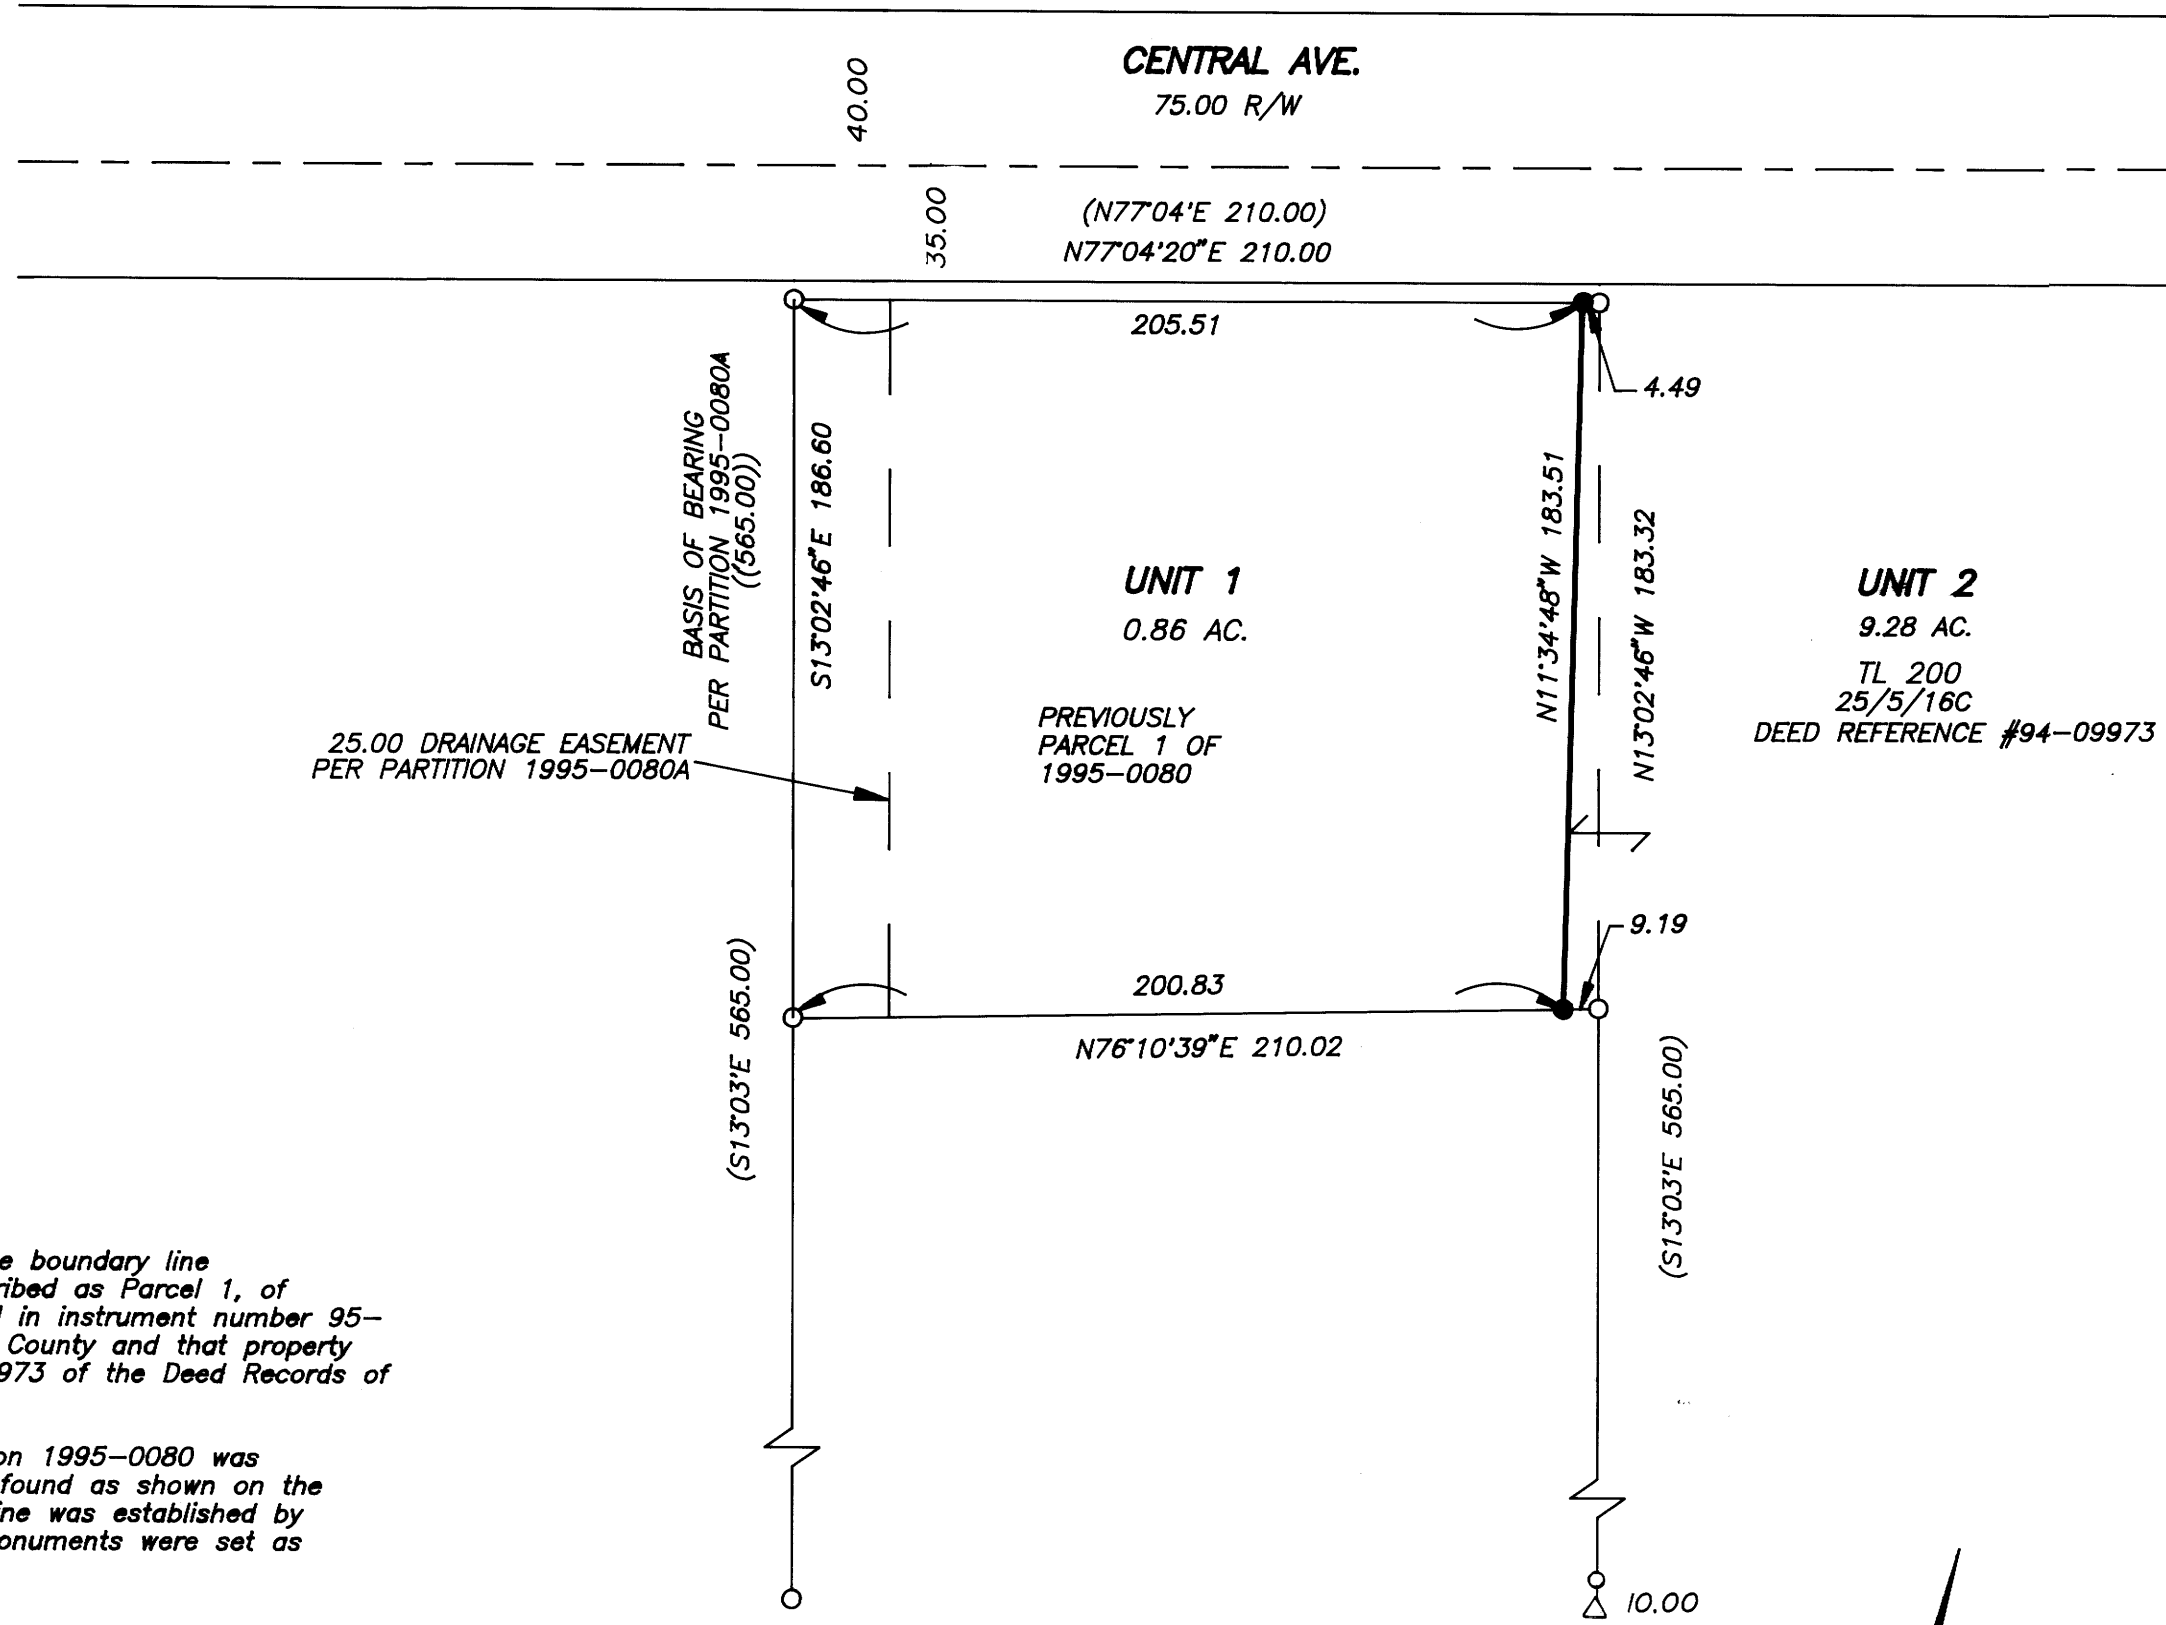 CENTRAL AVE.
75.00 R/W
40.00
35.00
(N77°04'E 210.00)
N77°04'20"E 210.00
205.51
4.49
BASIS OF BEARING
PER PARTITION 1995-0080A
((565.00))
S13°02'46"E 186.60
N11°34'48"W 183.51
N13°02'46"W 183.32
UNIT 1
0.86 AC.
PREVIOUSLY
PARCEL 1 OF
1995-0080
UNIT 2
9.28 AC.
TL 200
25/5/16C
DEED REFERENCE #94-09973
25.00 DRAINAGE EASEMENT
PER PARTITION 1995-0080A
9.19
200.83
N76°10'39"E 210.02
(S13°03'E 565.00)
(S13°03'E 565.00)
e boundary line
ribed as Parcel 1, of
in instrument number 95-
County and that property
973 of the Deed Records of
on 1995-0080 was
found as shown on the
ne was established by
onuments were set as
10.00